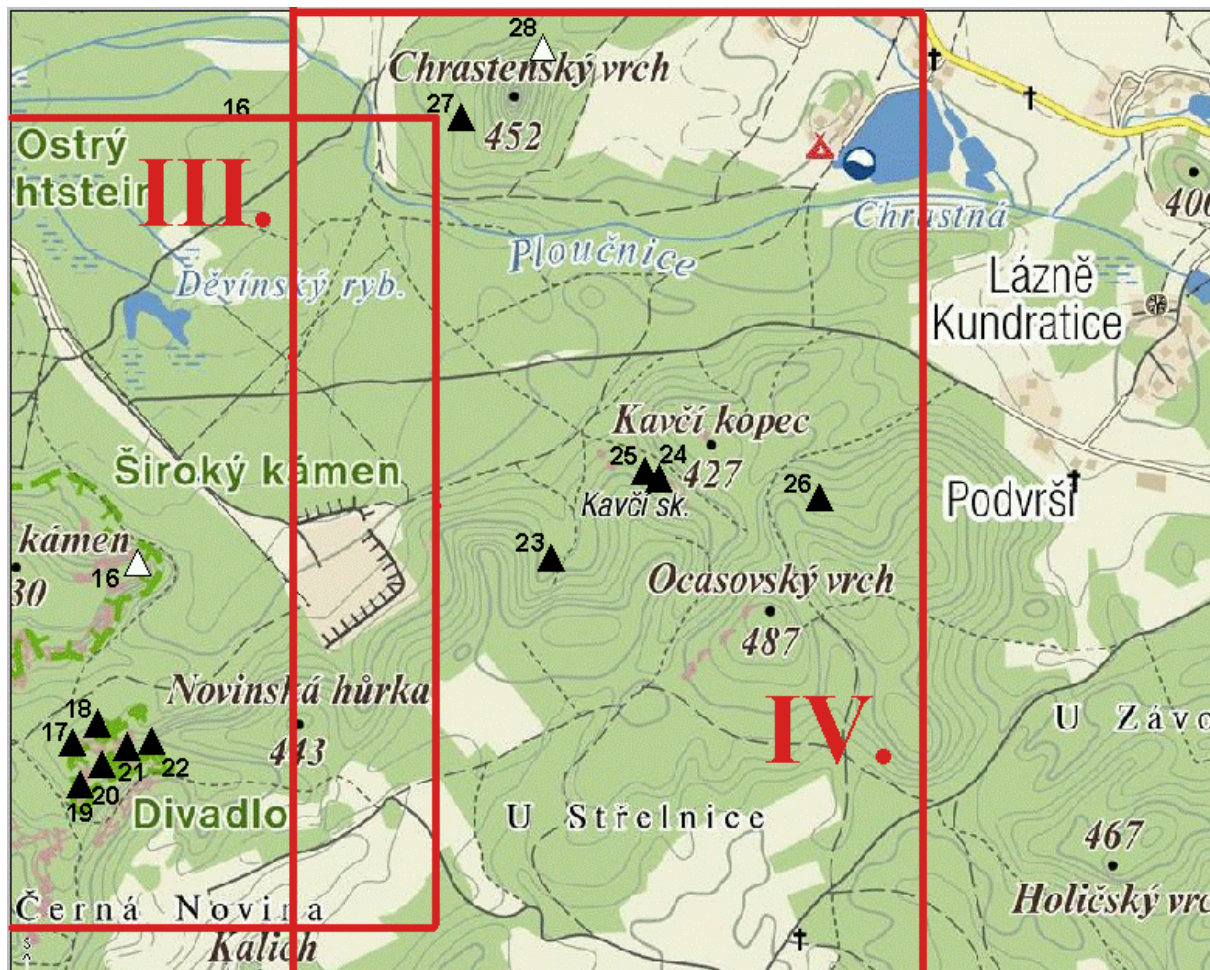 28
Chrastenský vrch
27
452
16
Ostrý
htstein
III.
Děvínský ryb.
Ploučnice
Chrastná
406
Lázně
Kundratice
Široký kámen
Kavčí kopec
427
25
24
Kavčí sk.
26
Podvrší
kámen
16
30
23
Ocasovský vrch
487
Novinská hůrka
443
IV.
U Závo
18
17
21
22
20
19
Divadlo
U Střelnice
467
Holičský vrc
Černá Novina
Kalich